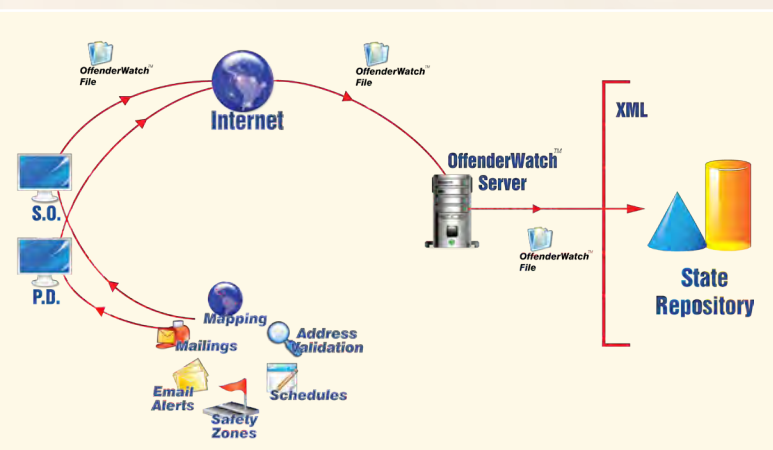 OffenderWatch™
File
OffenderWatch™
File
Internet
XML
OffenderWatch™
Server
S.O.
OffenderWatch™
File
P.D.
State
Repository
Mapping
Mailings
Address
Validation
Email
Alerts
Schedules
Safety
Zones